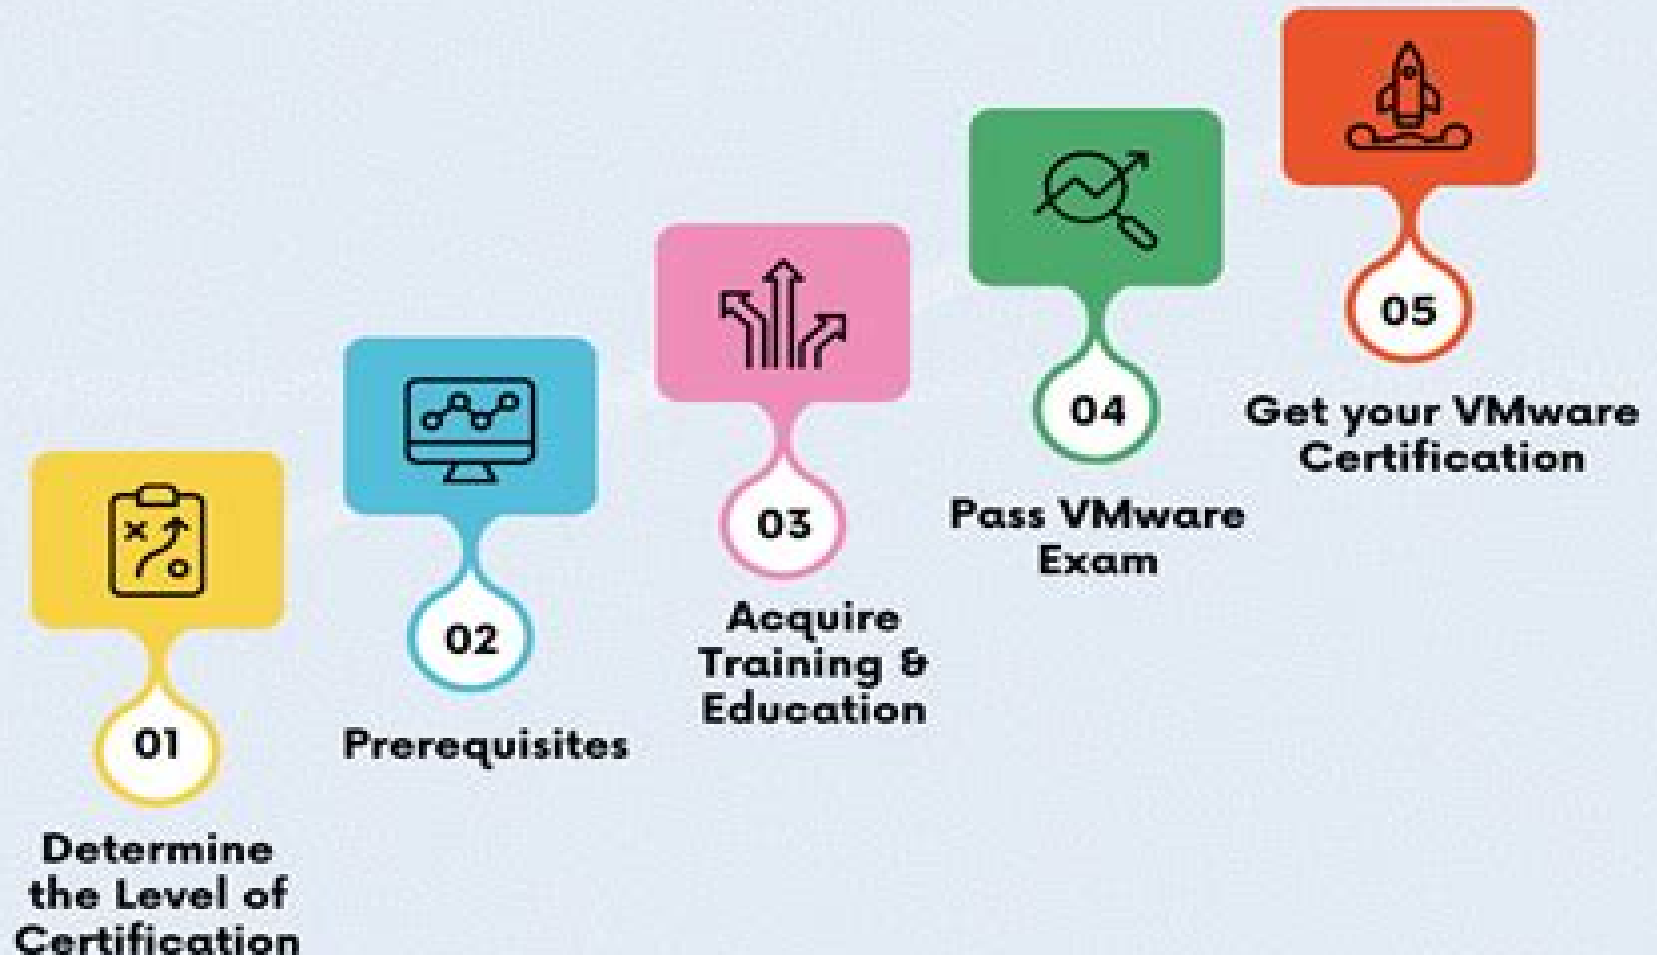 01
Determine
the Level of
Certification
02
Prerequisites
03
Acquire
Training &
Education
04
Pass VMware
Exam
05
Get your VMware
Certification